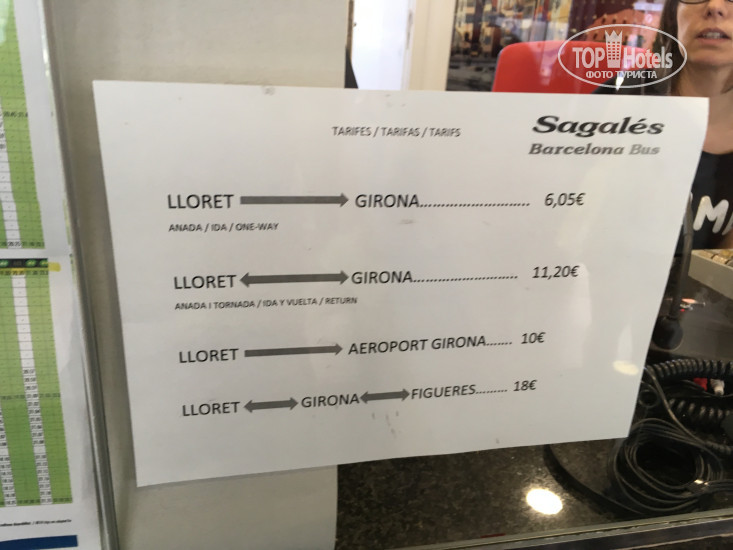 TOP Hotels
ФОТО ТУРИСТА
Sagalés
Barcelona Bus
TARIFES / TARIFAS / TARIFS
LLORET GIRONA.......................... 6,05€
ANADA / IDA / ONE-WAY
LLORET GIRONA........................ 11,20€
ANADA I TORNADA / IDA Y VUELTA / RETURN
LLORET AEROPORT GIRONA....... 10€
LLORET GIRONA FIGUERES......... 18€